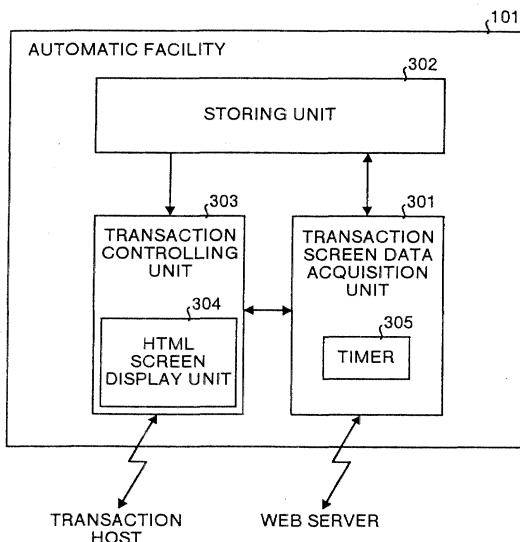 101
AUTOMATIC FACILITY
302
STORING UNIT
303
TRANSACTION
CONTROLLING
UNIT
304
HTML
SCREEN
DISPLAY UNIT
301
TRANSACTION
SCREEN DATA
ACQUISITION
UNIT
305
TIMER
TRANSACTION
HOST
WEB SERVER